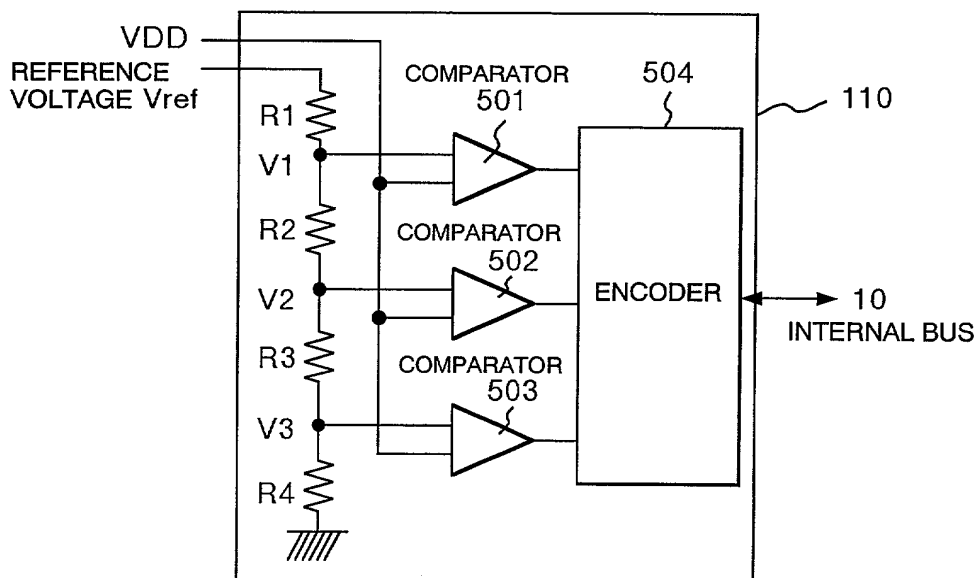 VDD
REFERENCE
VOLTAGE Vref
R1
V1
R2
V2
R3
V3
R4
COMPARATOR
501
COMPARATOR
502
COMPARATOR
503
504
ENCODER
110
10
INTERNAL BUS